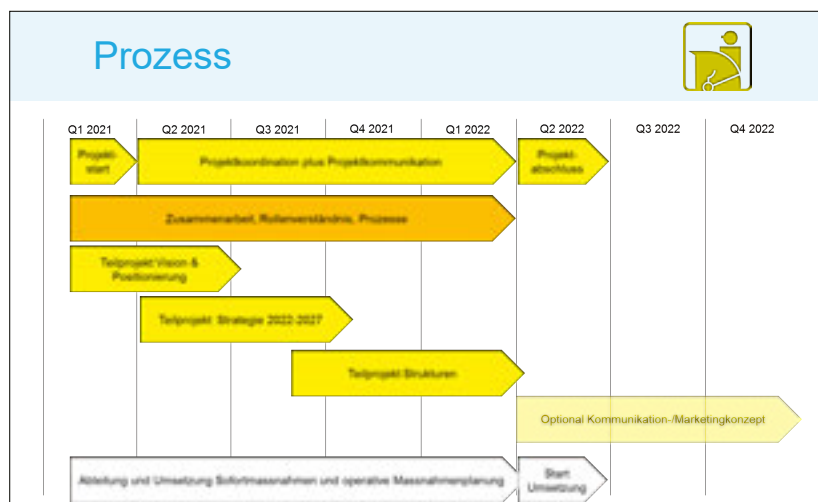 Prozess
Q1 2021 Q2 2021 Q3 2021 Q4 2021 Q1 2022 Q2 2022 Q3 2022 Q4 2022
Projekt-
start
Projektkoordination plus Projektkommunikation
Projekt-
abschluss
Zusammenarbeit, Rollenverständnis, Prozesse
Teilprojekt Vision &
Positionierung
Teilprojekt Strategie 2022-2027
Teilprojekt Strukturen
Optional Kommunikation-/Marketingkonzept
und Umsetzung Sofortmassnahmen und operative Massnahmenplanung
Start
Umsetzung